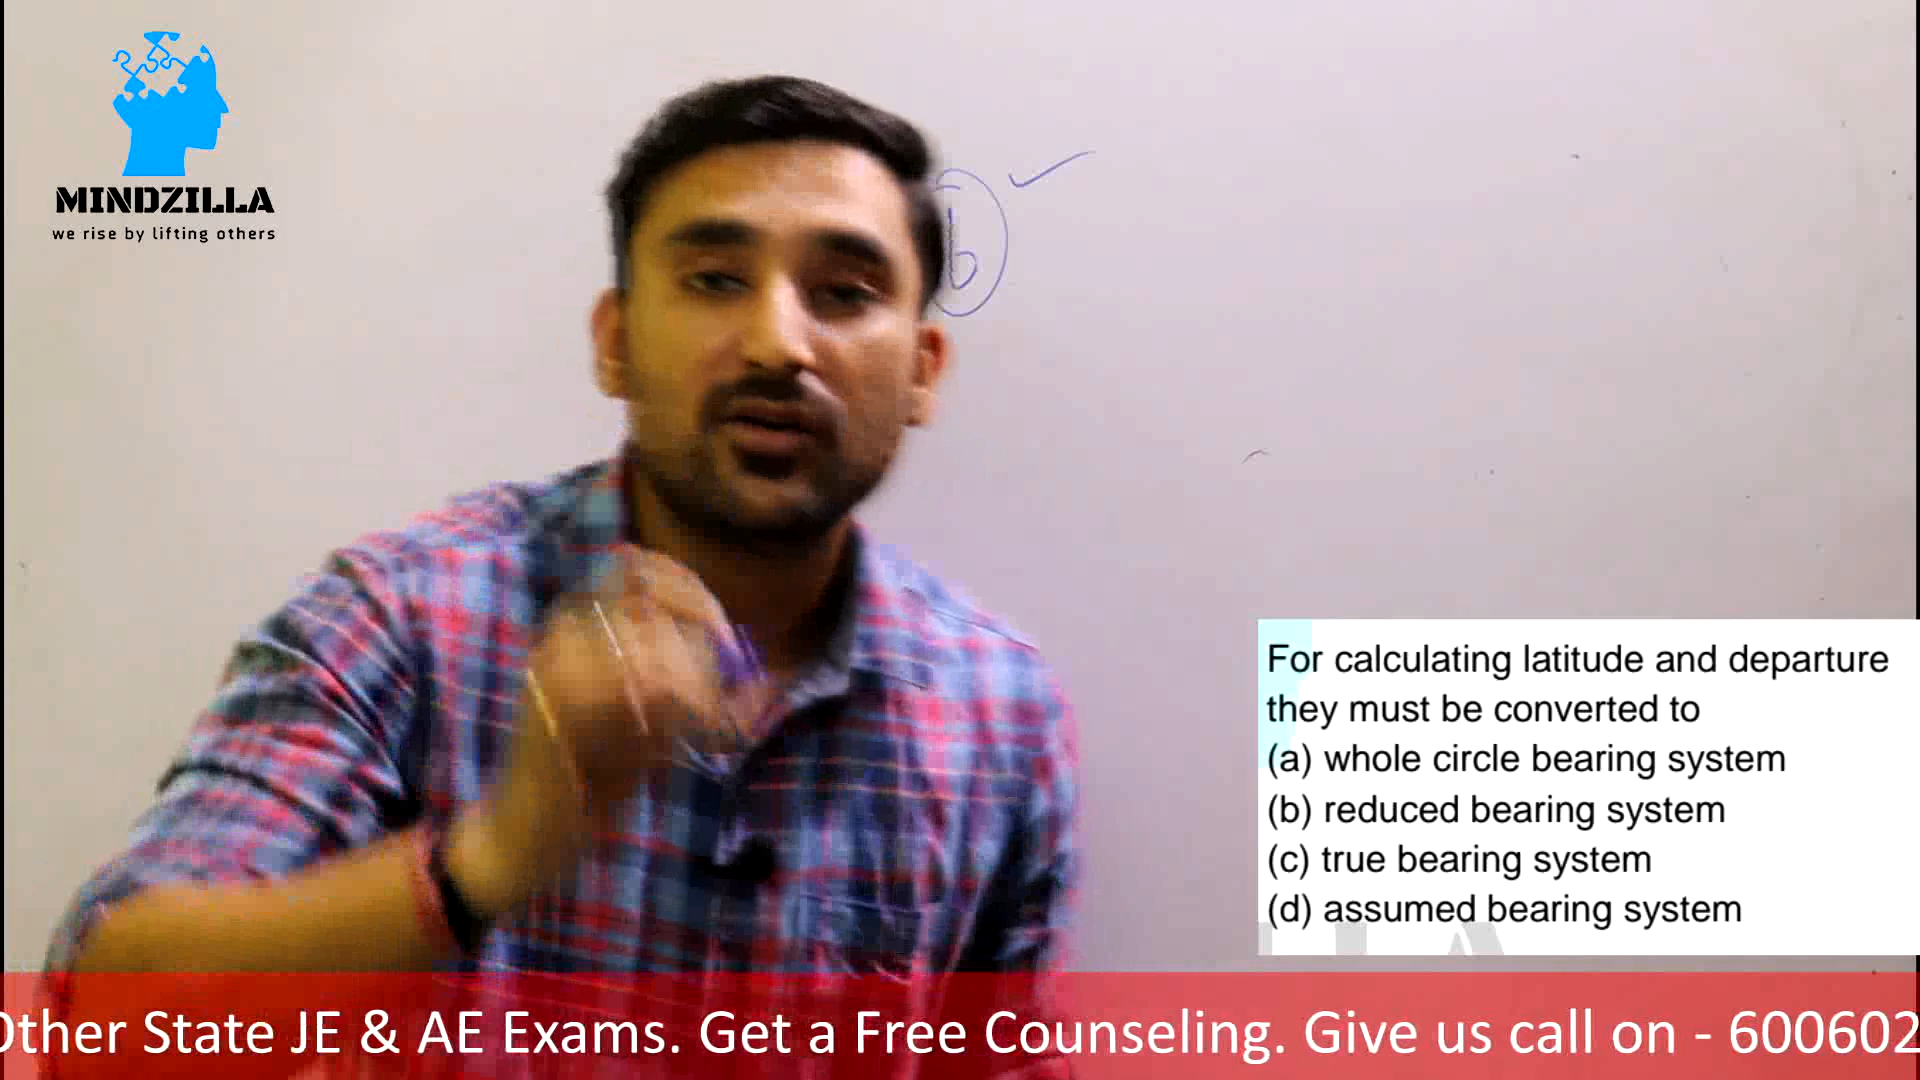 MINDZILLA
we rise by lifting others
b
For calculating latitude and departure
they must be converted to
(a) whole circle bearing system
(b) reduced bearing system
(c) true bearing system
(d) assumed bearing system
Other State JE & AE Exams. Get a Free Counseling. Give us call on - 600602